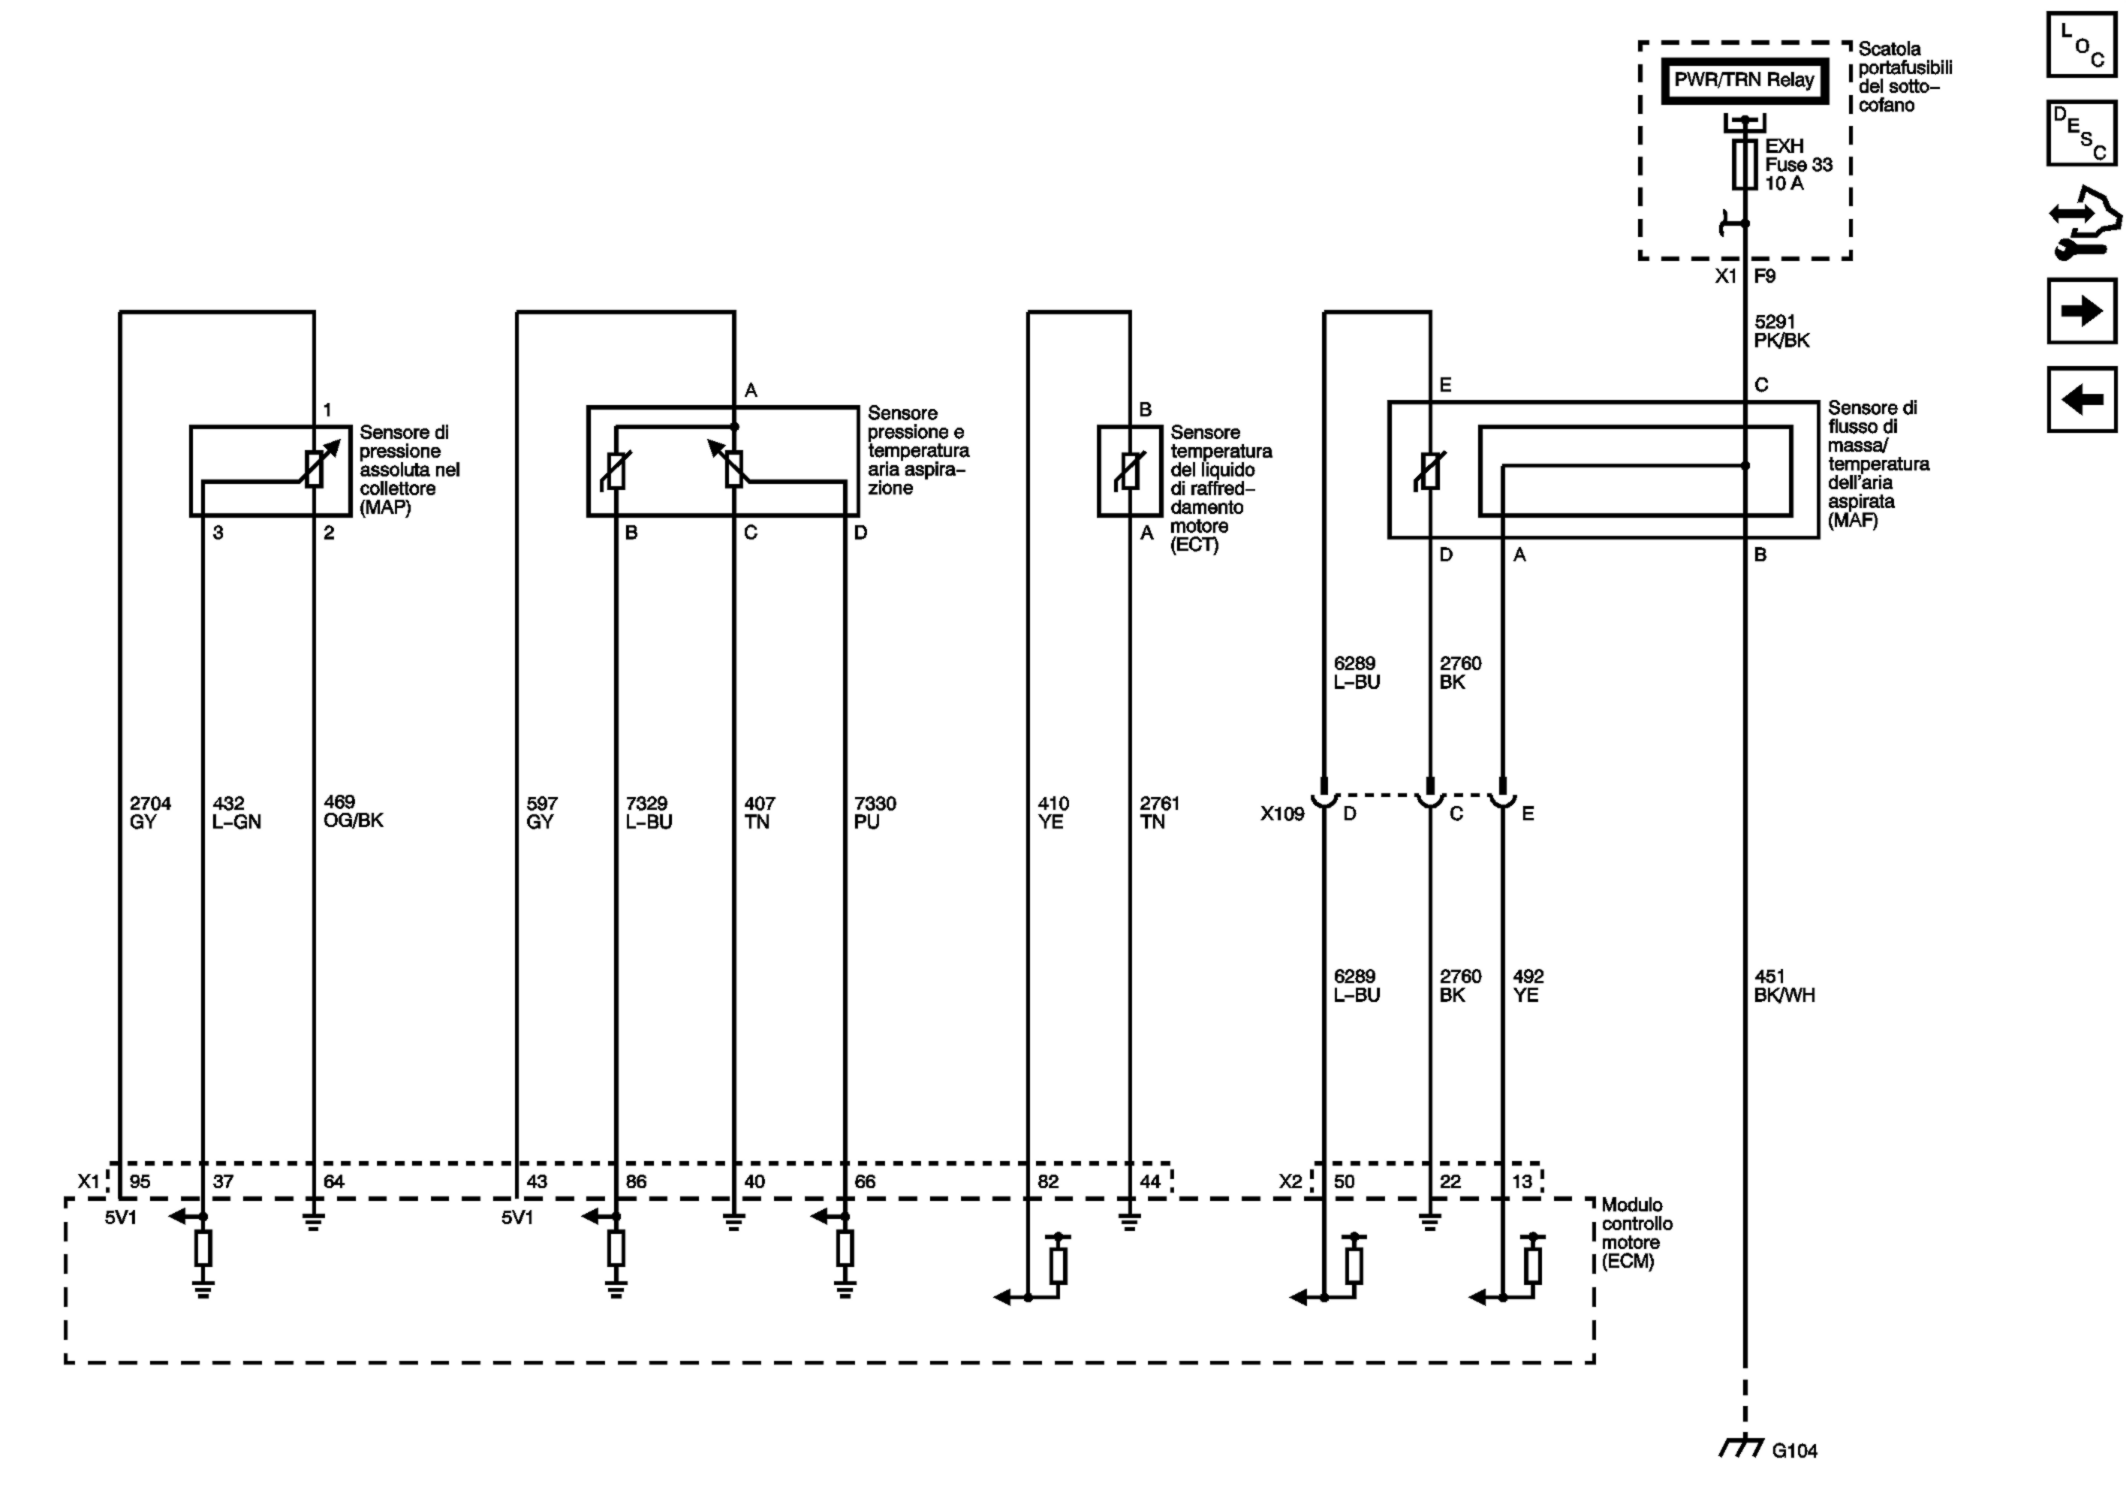 L
O
C
D
E
S
C
PWR/TRN Relay
Scatola
portafusibili
del sotto–
cofano
EXH
Fuse 33
10 A
X1 F9
5291
PK/BK
1
Sensore di
pressione
assoluta nel
collettore
(MAP)
3 2
A
Sensore
pressione e
temperatura
aria aspira–
zione
B C D
B
Sensore
temperatura
del liquido
di raffred–
damento
motore
(ECT)
A
E C
Sensore di
flusso di
massa/
temperatura
dell'aria
aspirata
(MAF)
D A B
6289
L–BU
2760
BK
2704
GY
432
L–GN
469
OG/BK
597
GY
7329
L–BU
407
TN
7330
PU
410
YE
2761
TN
X109 D C E
6289
L–BU
2760
BK
492
YE
451
BK/WH
X1 95 37 64 43 86 40 66 82 44 X2 50 22 13
5V1 5V1
Modulo
controllo
motore
(ECM)
G104